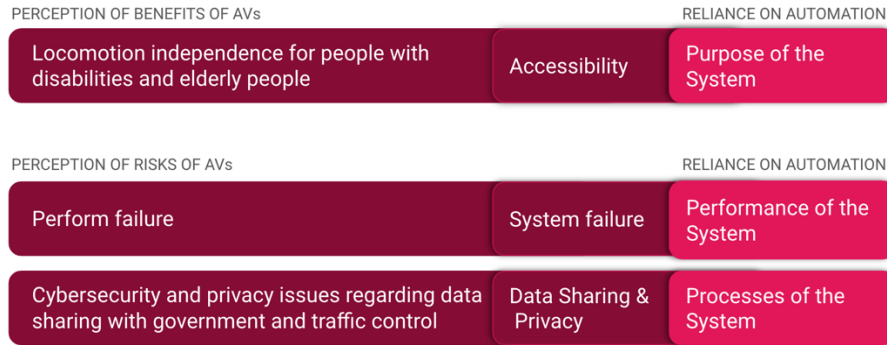 PERCEPTION OF BENEFITS OF AVs
RELIANCE ON AUTOMATION
Locomotion independence for people with
disabilities and elderly people
Accessibility
Purpose of the
System
PERCEPTION OF RISKS OF AVs
RELIANCE ON AUTOMATION
Perform failure
System failure
Performance of the
System
Cybersecurity and privacy issues regarding data
sharing with government and traffic control
Data Sharing &
Privacy
Processes of the
System